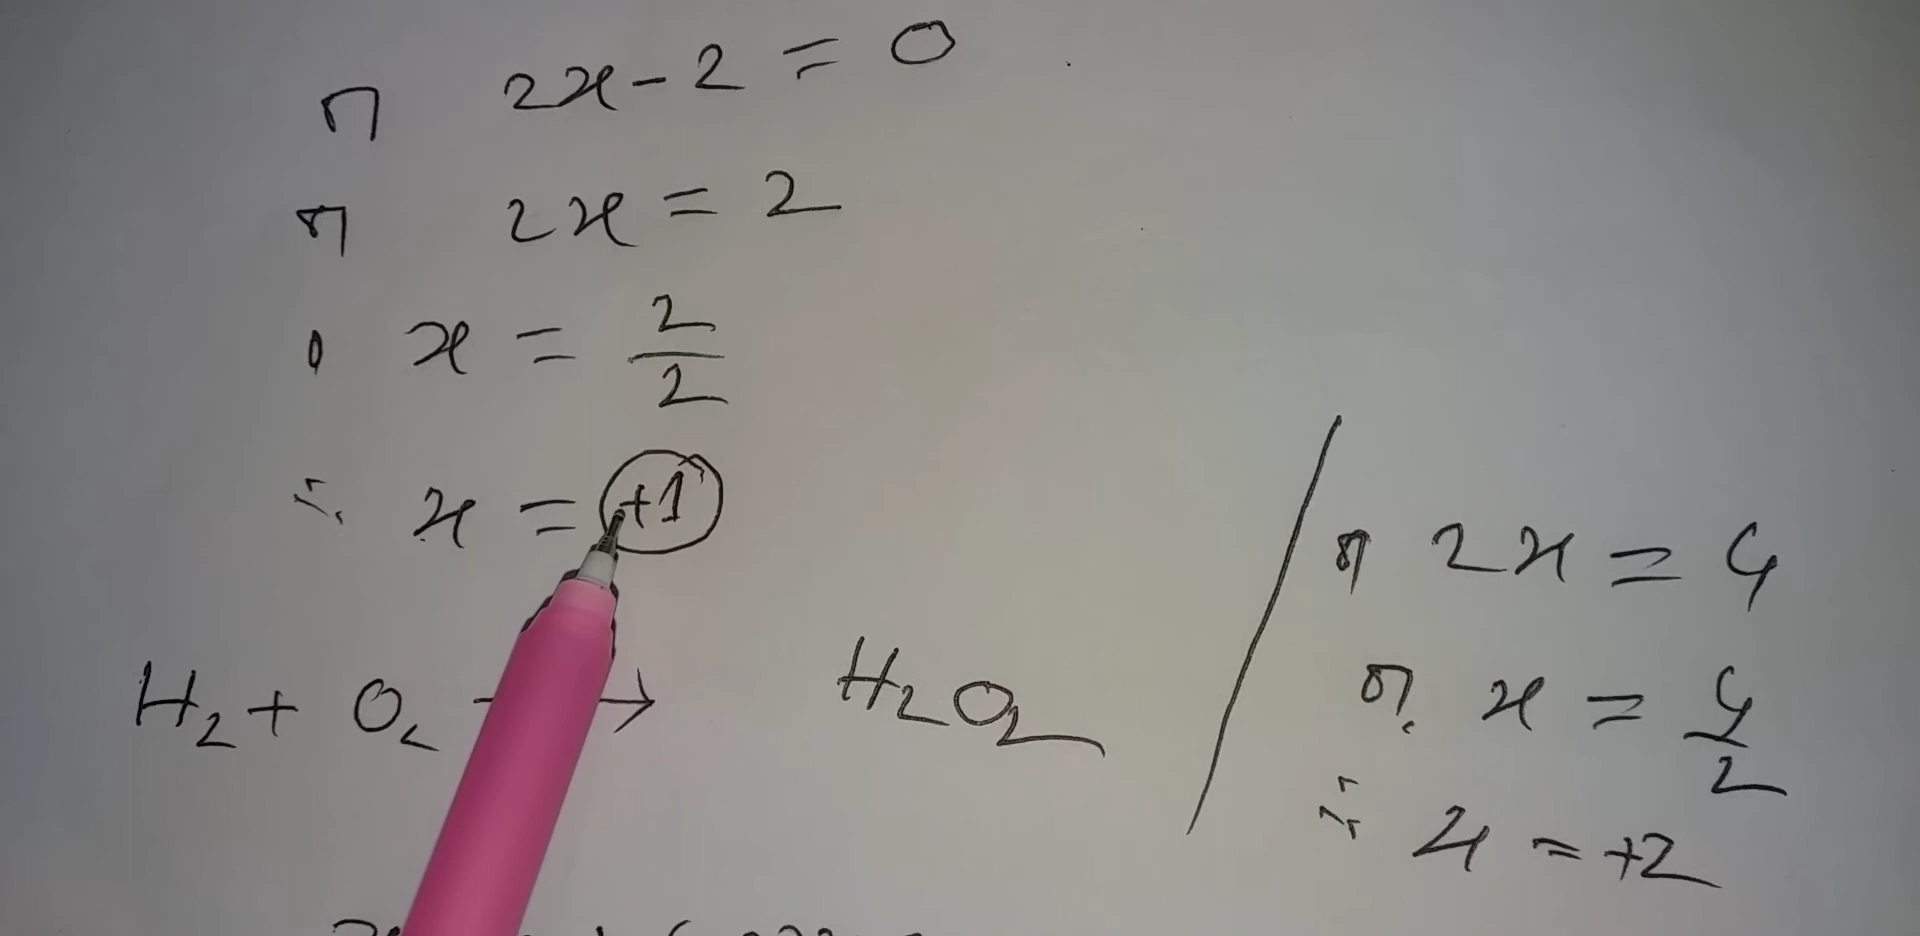 বা 2x - 2 = 0
বা 2x = 2
x = 2/2
∴ x = +1
H₂ + O₂ → H₂O₂
বা 2x = 4
বা, x = 4/2
∴ x = +2